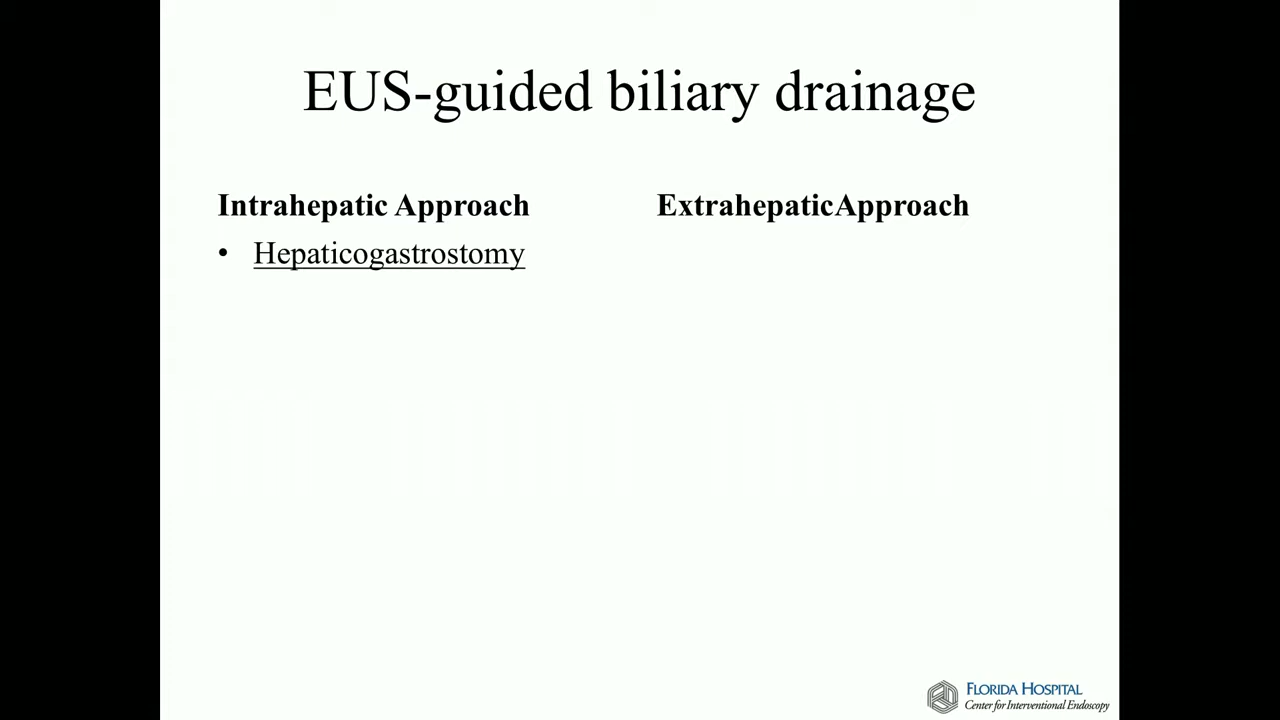 EUS-guided biliary drainage
Intrahepatic Approach
• Hepaticogastrostomy
ExtrahepaticApproach
FLORIDA HOSPITAL
Center for Interventional Endoscopy